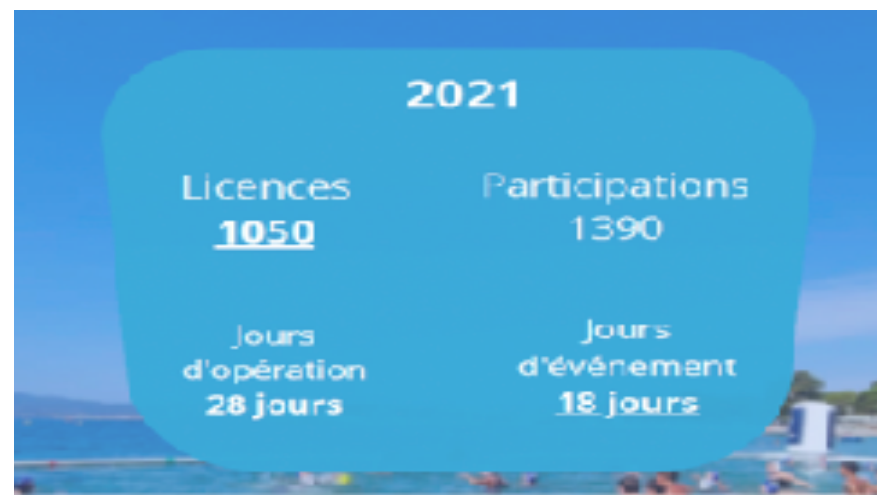 2021
Licences
1050
Participations
1390
Jours
d'opération
28 jours
Jours
d'événement
18 jours